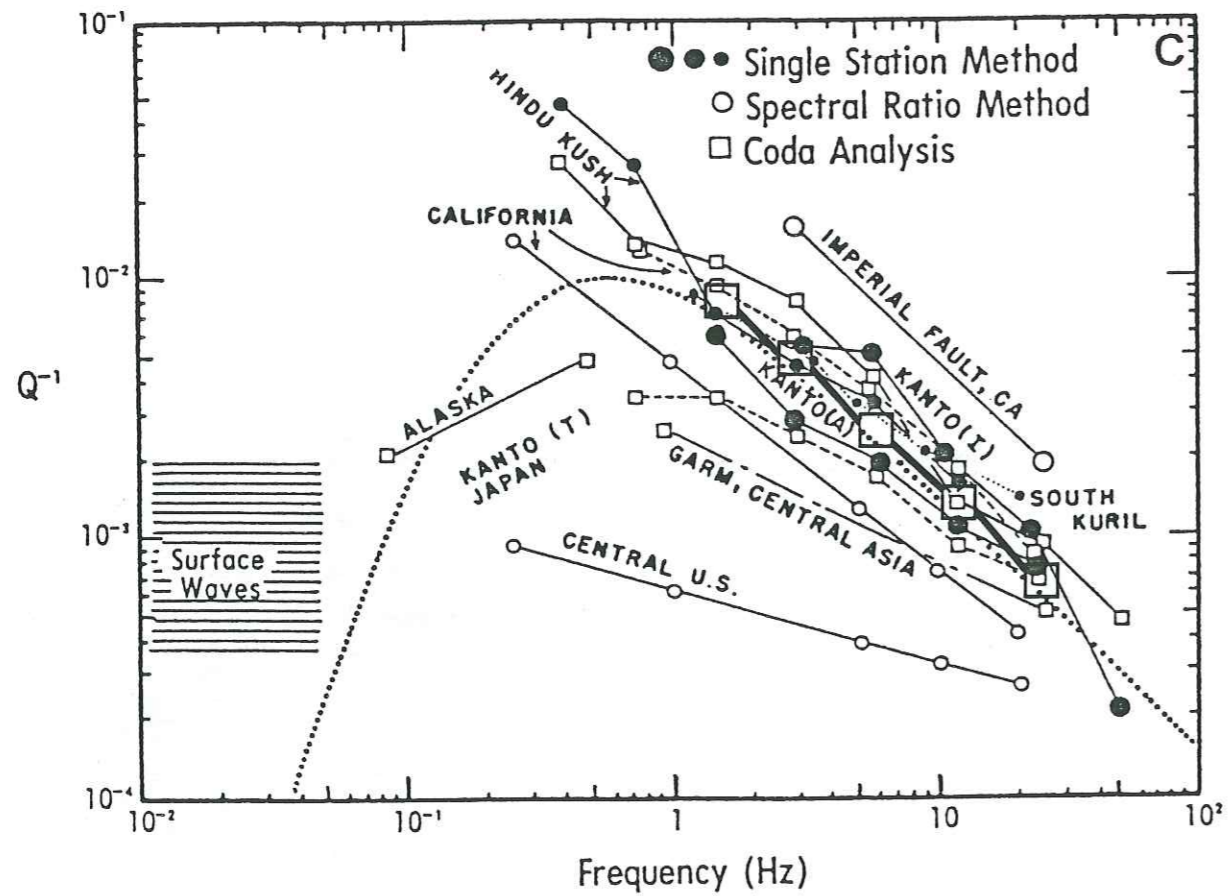 10⁻¹
C
Single Station Method
Spectral Ratio Method
Coda Analysis
HINDU KUSH
CALIFORNIA
IMPERIAL FAULT, CA
10⁻²
Q⁻¹
ALASKA
KANTO (T)
JAPAN
KANTO(A)
KANTO(I)
GARM, CENTRAL ASIA
SOUTH
KURIL
10⁻³
Surface
Waves
CENTRAL U.S.
10⁻⁴
10⁻² 10⁻¹ 1 10 10²
Frequency (Hz)